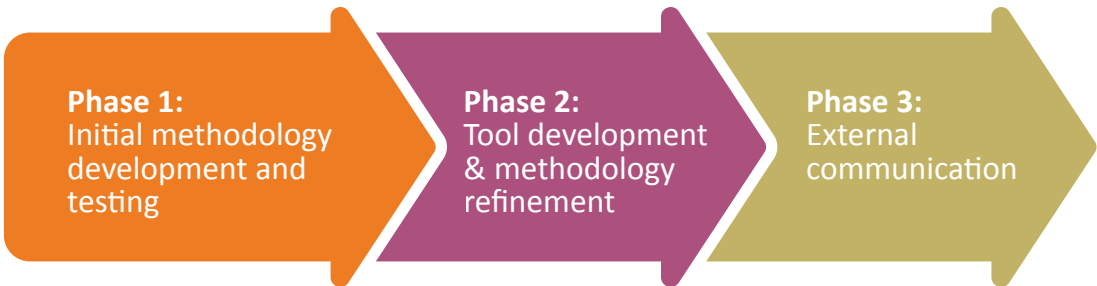 Phase 1:
Initial methodology
development and
testing
Phase 2:
Tool development
& methodology
refinement
Phase 3:
External
communication